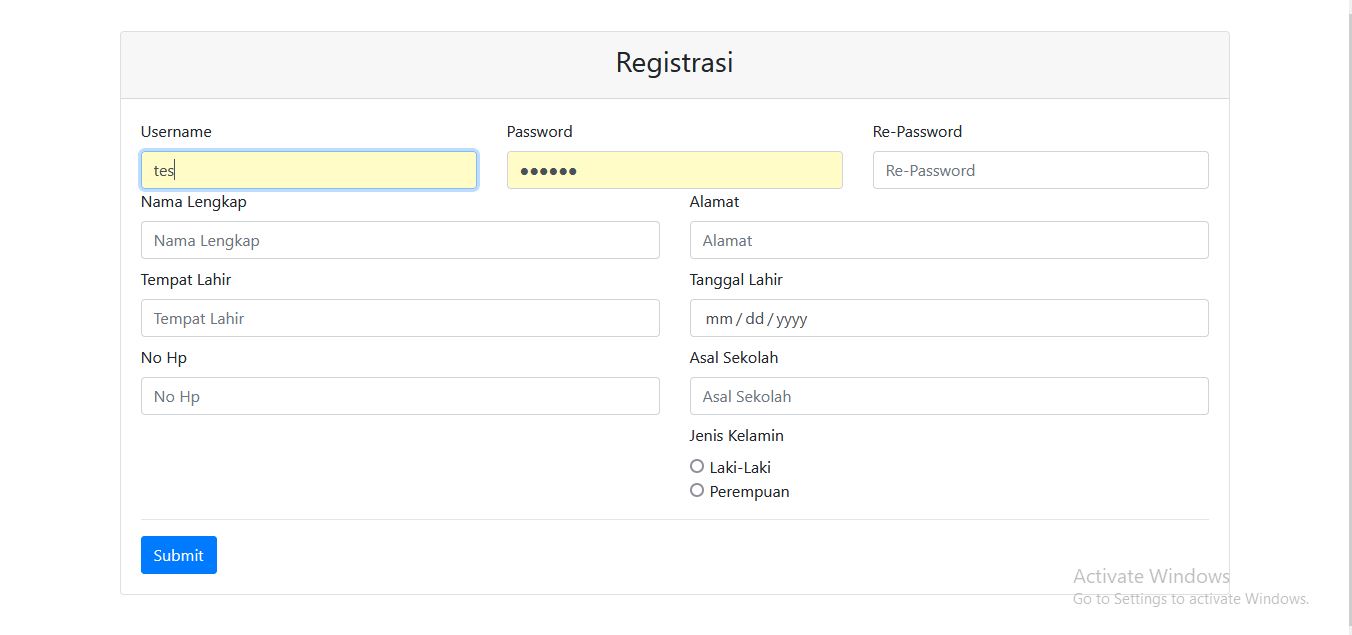 Registrasi
Username Password Re-Password
tes ●●●●●● Re-Password
Nama Lengkap Alamat
Nama Lengkap Alamat
Tempat Lahir Tanggal Lahir
Tempat Lahir mm / dd / yyyy
No Hp Asal Sekolah
No Hp Asal Sekolah
Jenis Kelamin
Laki-Laki
Perempuan
Submit
Activate Windows
Go to Settings to activate Windows.